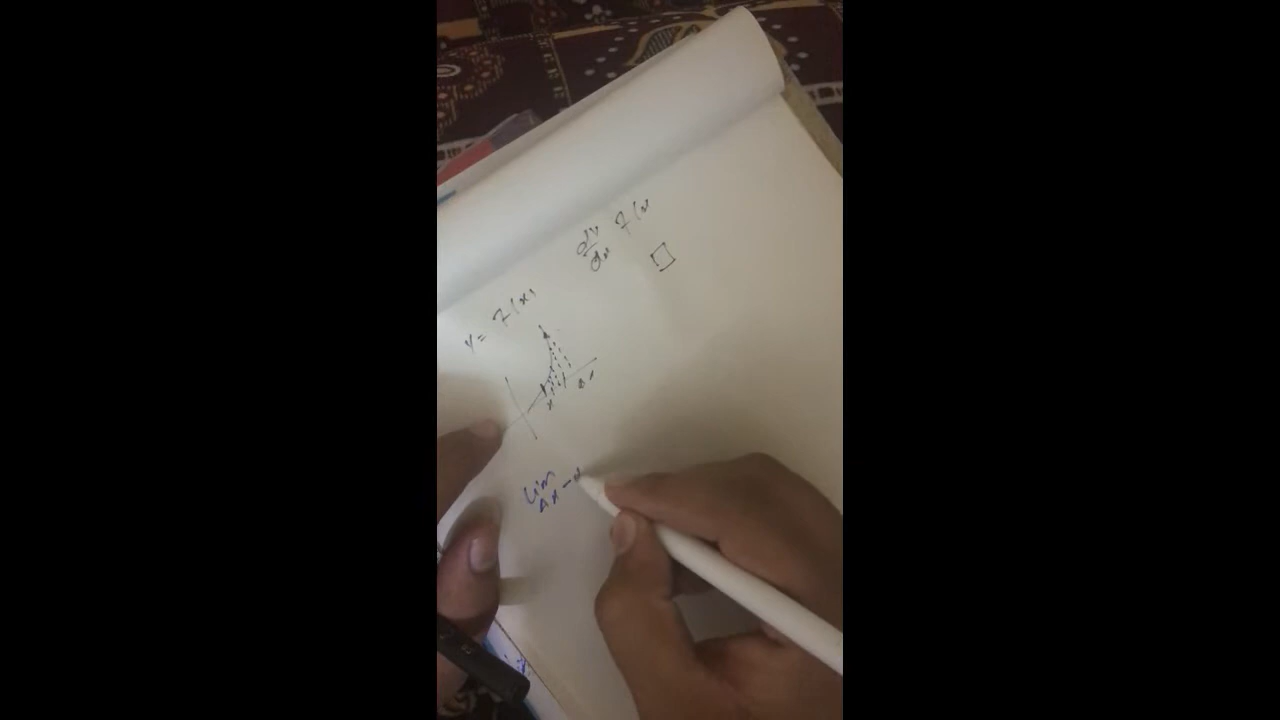 dy/dx F(x
Y = F(x)
x Δx
lim
Δx -